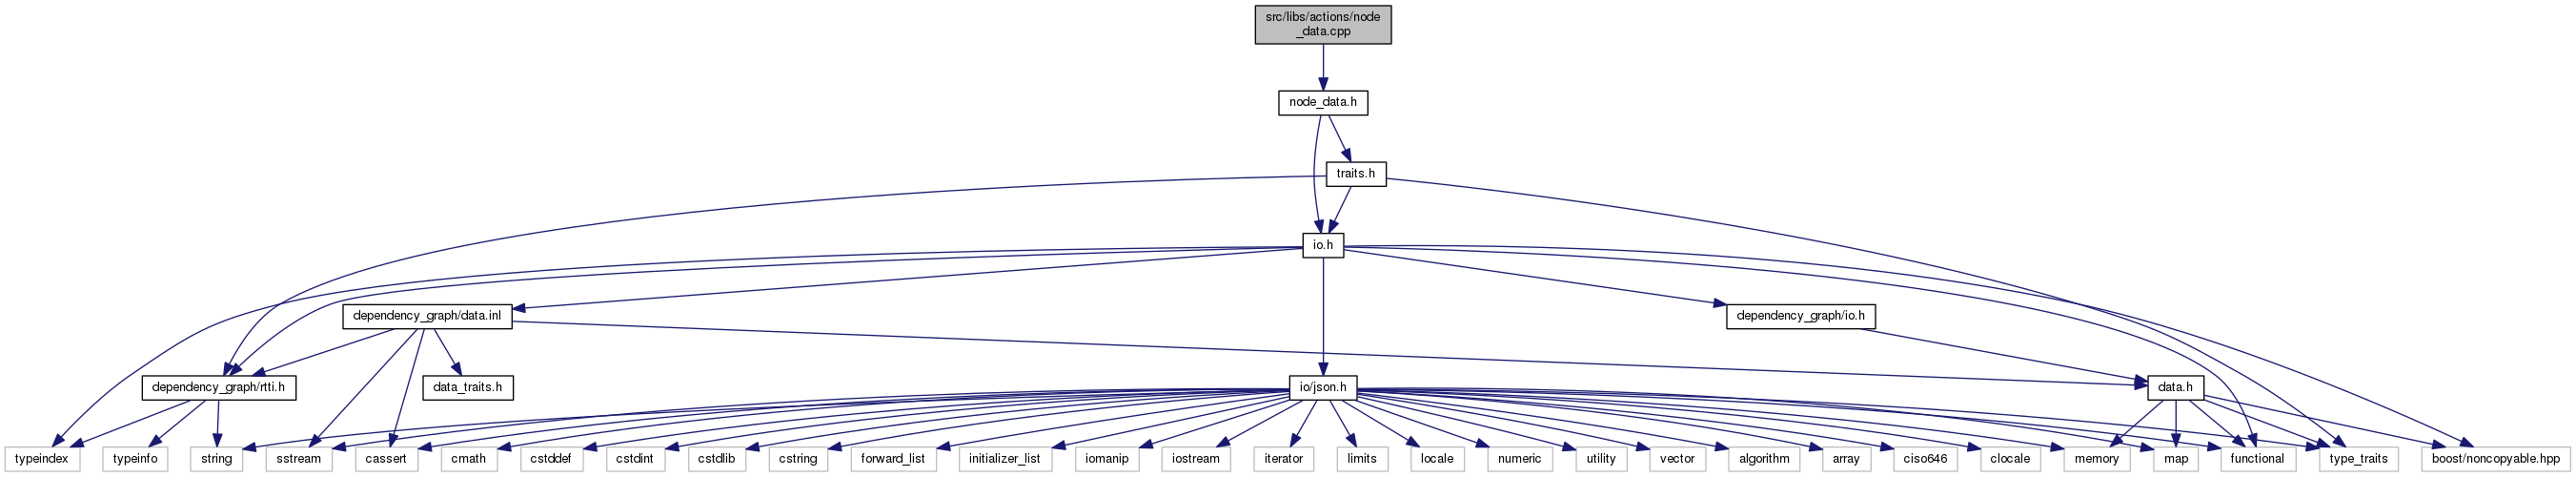 src/libs/actions/node
_data.cpp
node_data.h
traits.h
io.h
dependency_graph/data.inl
dependency_graph/io.h
dependency_graph/rtti.h
data_traits.h
io/json.h
data.h
typeindex
typeinfo
string
sstream
cassert
cmath
cstddef
cstdint
cstdlib
cstring
forward_list
initializer_list
iomanip
iostream
iterator
limits
locale
numeric
utility
vector
algorithm
array
ciso646
clocale
memory
map
functional
type_traits
boost/noncopyable.hpp